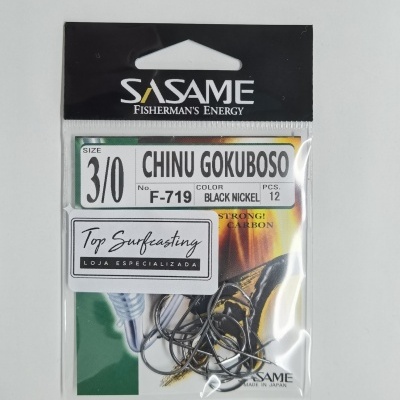 SASAME
FISHERMAN'S ENERGY
SIZE
3/0
CHINU GOKUBOSO
No. F-719
COLOR
BLACK NICKEL
PCS.
12
STRONG!
CARBON
Top Surfcasting
LOJA ESPECIALIZADA
SASAME
MADE IN JAPAN